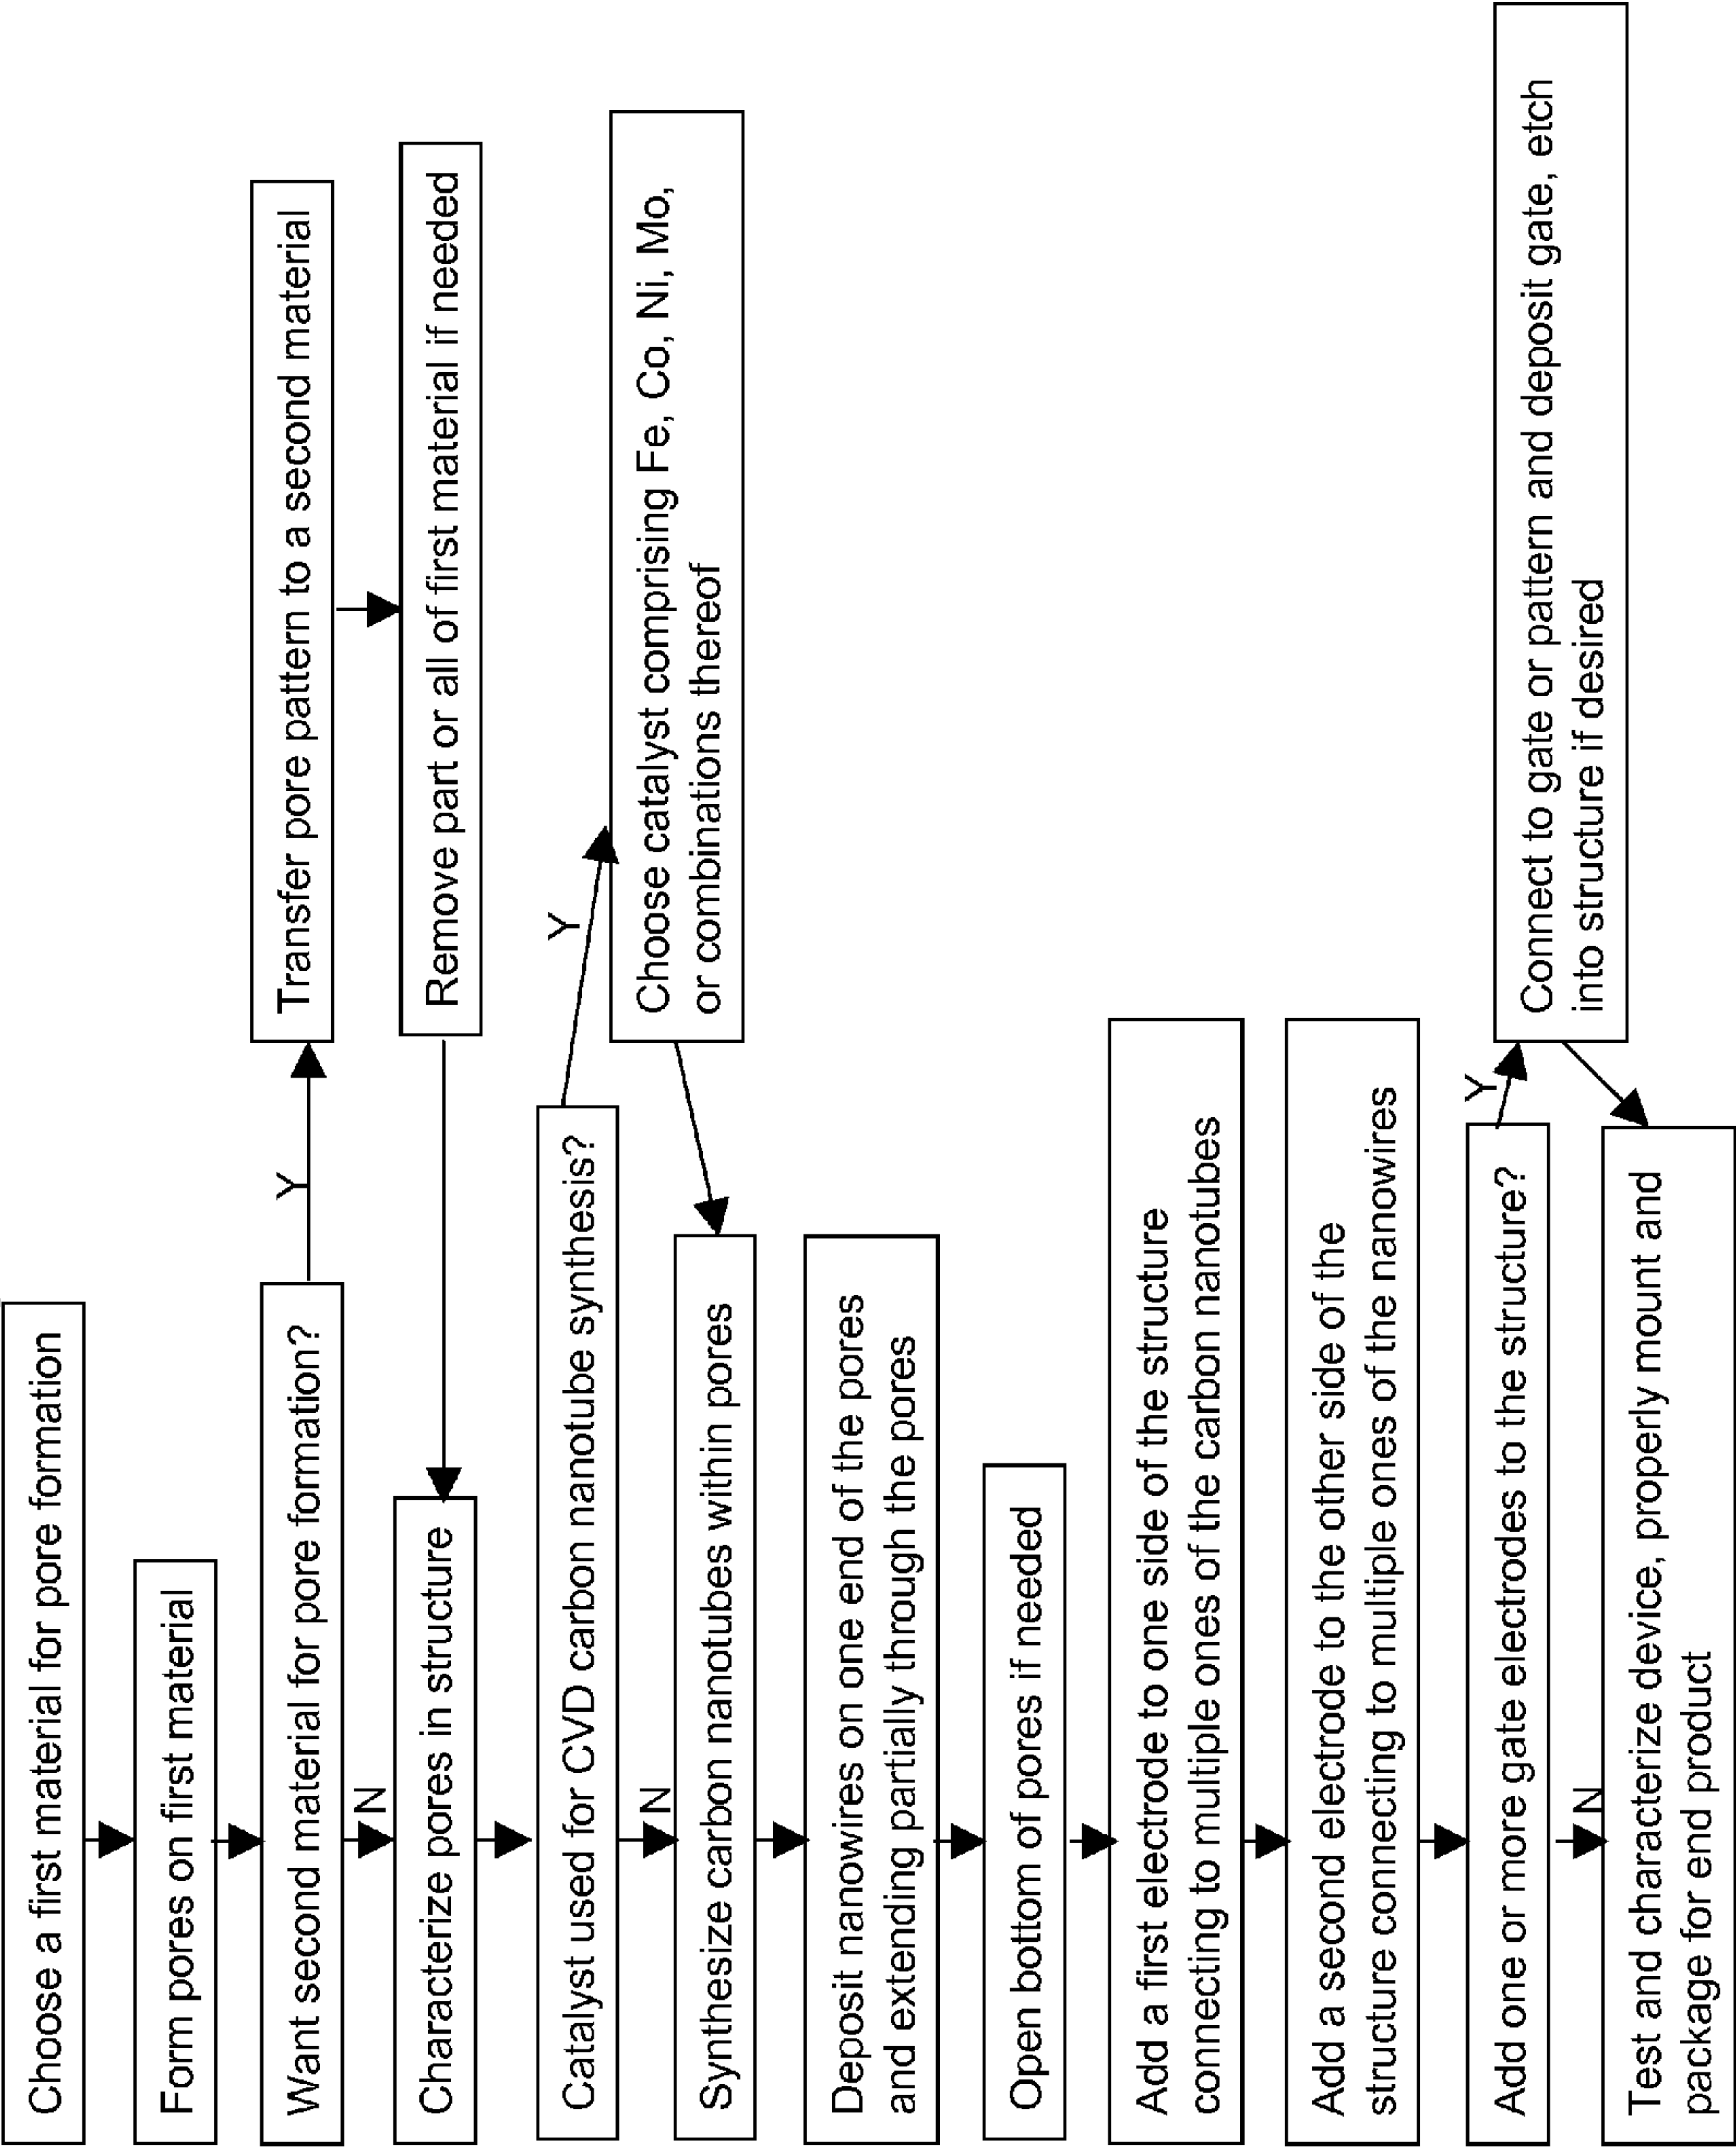 Choose a first material for pore formation
Form pores on first material
Want second material for pore formation?
Y
Transfer pore pattern to a second material
Remove part or all of first material if needed
N
Characterize pores in structure
Catalyst used for CVD carbon nanotube synthesis?
Y
Choose catalyst comprising Fe, Co, Ni, Mo,
or combinations thereof
N
Synthesize carbon nanotubes within pores
Deposit nanowires on one end of the pores
and extending partially through the pores
Open bottom of pores if needed
Add a first electrode to one side of the structure
connecting to multiple ones of the carbon nanotubes
Add a second electrode to the other side of the
structure connecting to multiple ones of the nanowires
Add one or more gate electrodes to the structure?
Y
Connect to gate or pattern and deposit gate, etch
into structure if desired
N
Test and characterize device, properly mount and
package for end product